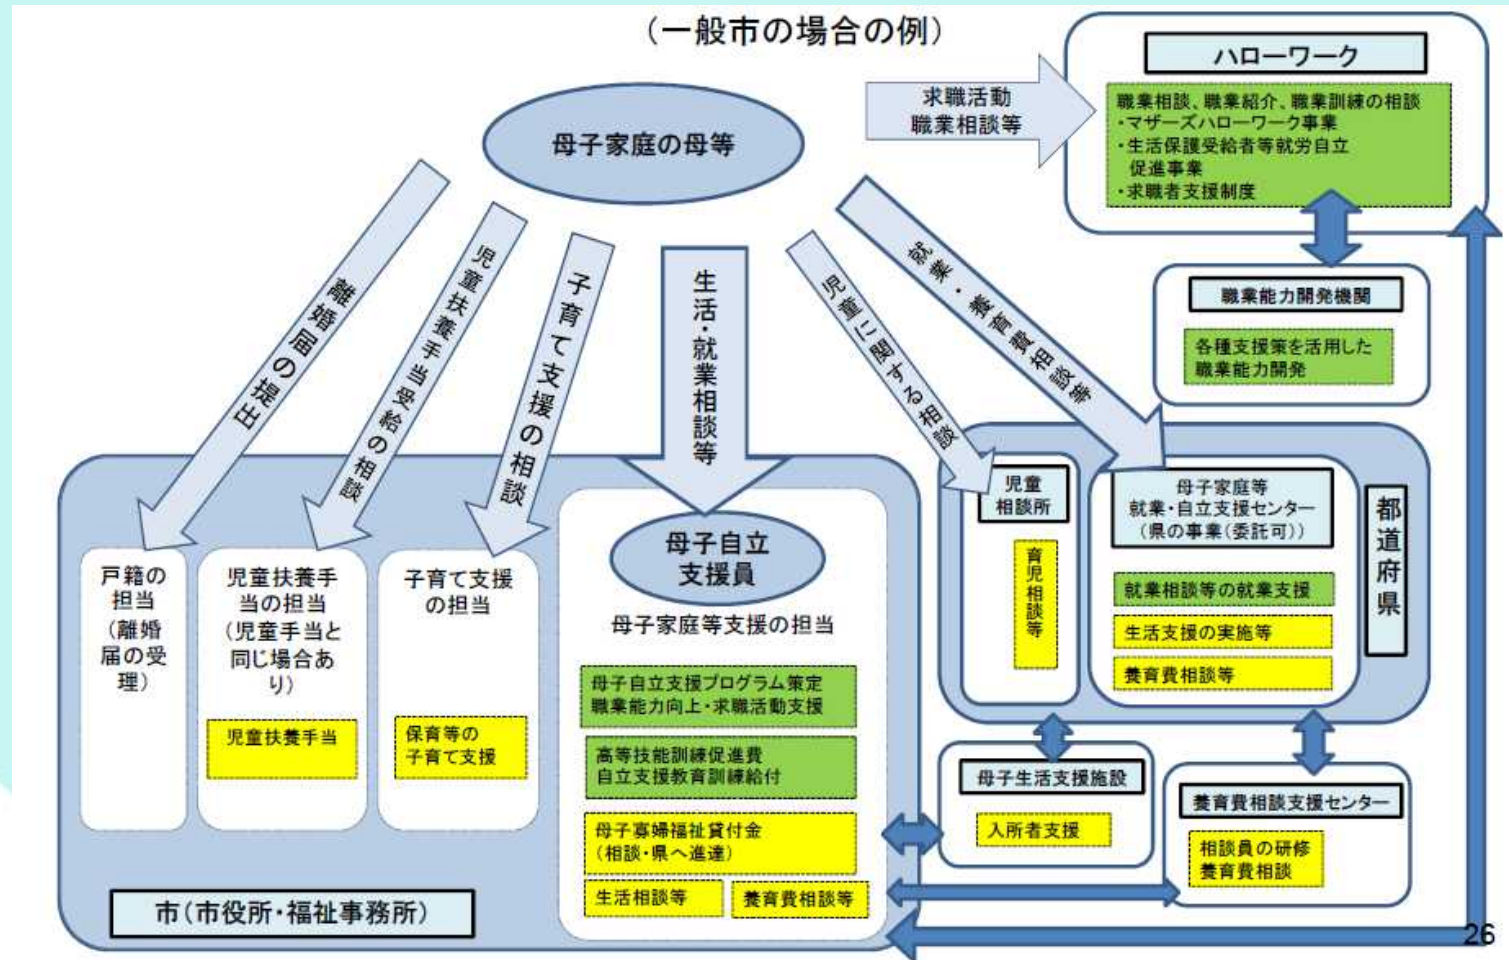 (一般市の場合の例)
母子家庭の母等
求職活動
職業相談等
ハローワーク
職業相談、職業紹介、職業訓練の相談
・マザーズハローワーク事業
・生活保護受給者等就労自立
促進事業
・求職者支援制度
職業能力開発機関
各種支援策を活用した
職業能力開発
離婚届の提出
児童扶養手当受給の相談
子育て支援の相談
生活・就業相談等
児童に関する相談
就業・養育費相談等
戸籍の
担当
(離婚
届の受
理)
児童扶養手
当の担当
(児童手当と
同じ場合あ
り)
児童扶養手当
子育て支援
の担当
保育等の
子育て支援
母子自立
支援員
母子家庭等支援の担当
母子自立支援プログラム策定
職業能力向上・求職活動支援
高等技能訓練促進費
自立支援教育訓練給付
母子寡婦福祉貸付金
(相談・県へ進達)
生活相談等
養育費相談等
市(市役所・福祉事務所)
児童
相談所
育児相談等
母子家庭等
就業・自立支援センター
(県の事業(委託可))
就業相談等の就業支援
生活支援の実施等
養育費相談等
都道府県
母子生活支援施設
入所者支援
養育費相談支援センター
相談員の研修
養育費相談
26